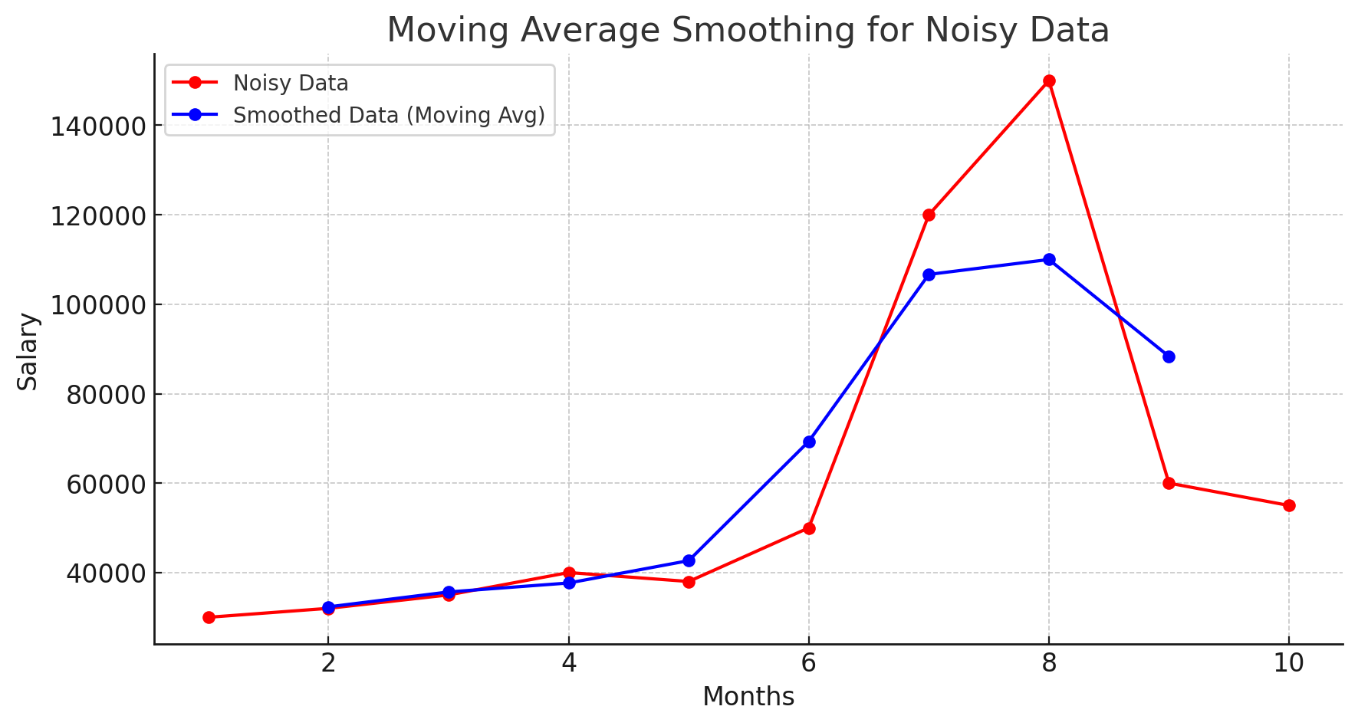 Moving Average Smoothing for Noisy Data
Noisy Data
Smoothed Data (Moving Avg)
140000
120000
100000
80000
60000
40000
Salary
2 4 6 8 10
Months